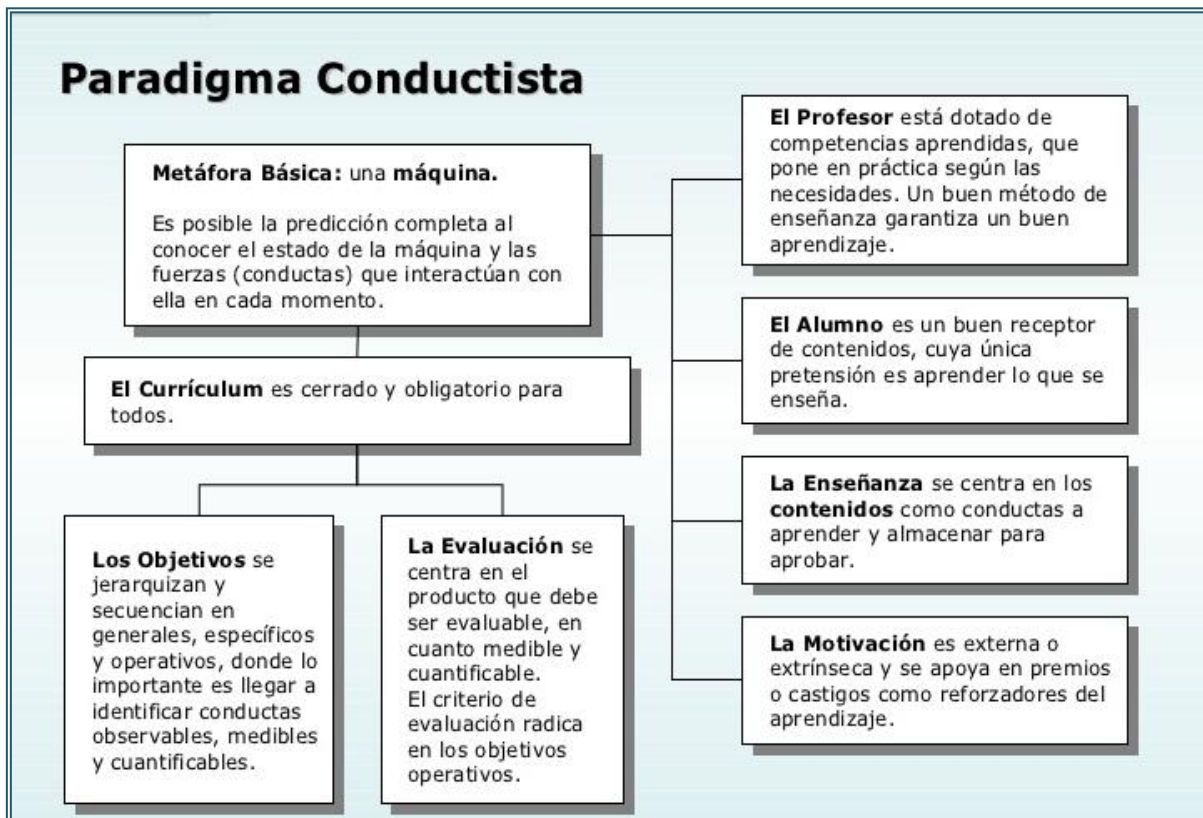 Paradigma Conductista
Metáfora Básica: una máquina.
Es posible la predicción completa al
conocer el estado de la máquina y las
fuerzas (conductas) que interactúan con
ella en cada momento.
El Currículum es cerrado y obligatorio para
todos.
Los Objetivos se
jerarquizan y
secuencian en
generales, específicos
y operativos, donde lo
importante es llegar a
identificar conductas
observables, medibles
y cuantificables.
La Evaluación se
centra en el
producto que debe
ser evaluable, en
cuanto medible y
cuantificable.
El criterio de
evaluación radica
en los objetivos
operativos.
El Profesor está dotado de
competencias aprendidas, que
pone en práctica según las
necesidades. Un buen método de
enseñanza garantiza un buen
aprendizaje.
El Alumno es un buen receptor
de contenidos, cuya única
pretensión es aprender lo que se
enseña.
La Enseñanza se centra en los
contenidos como conductas a
aprender y almacenar para
aprobar.
La Motivación es externa o
extrínseca y se apoya en premios
o castigos como reforzadores del
aprendizaje.